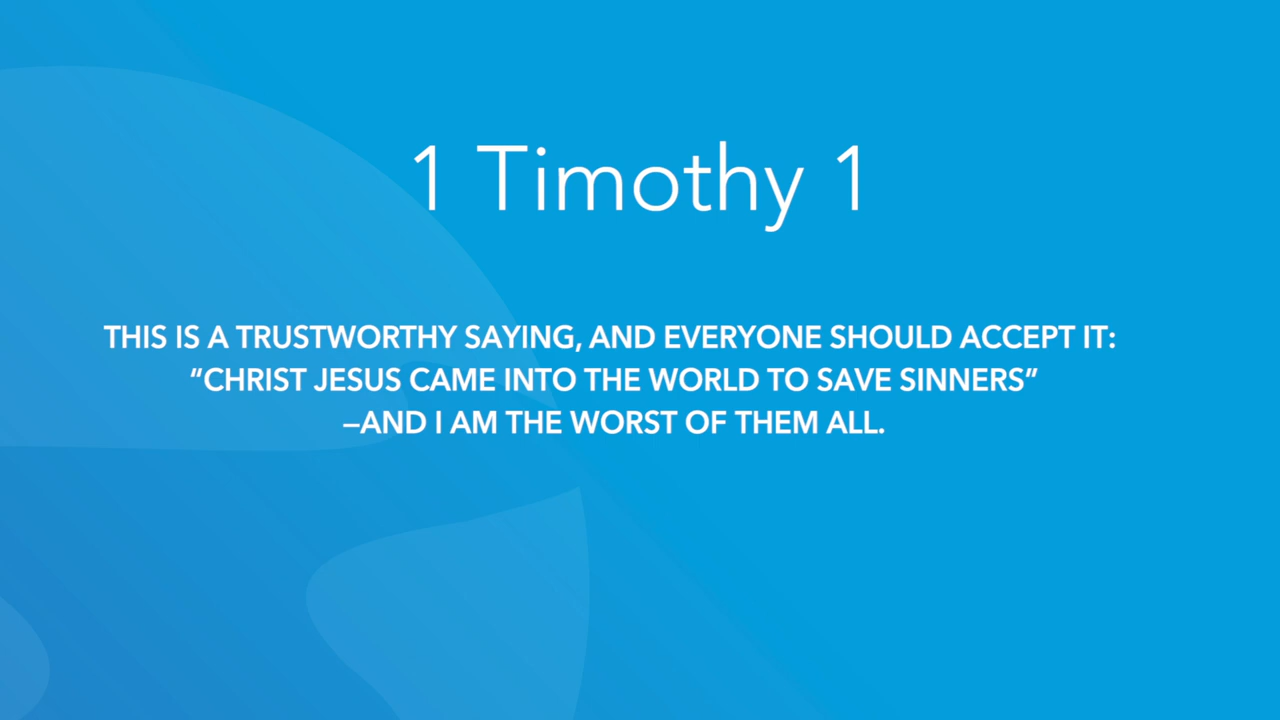 1 Timothy 1
THIS IS A TRUSTWORTHY SAYING, AND EVERYONE SHOULD ACCEPT IT:
“CHRIST JESUS CAME INTO THE WORLD TO SAVE SINNERS”
–AND I AM THE WORST OF THEM ALL.